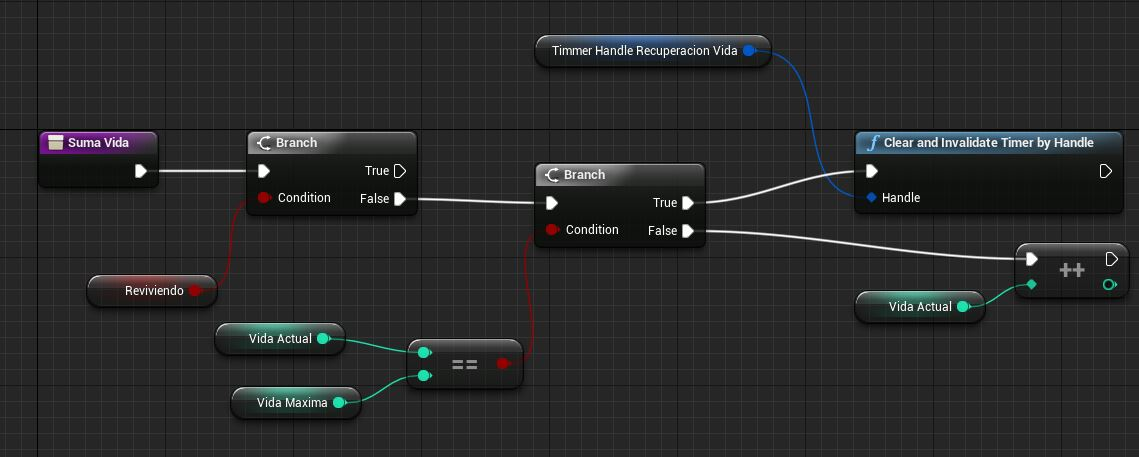 Timmer Handle Recuperacion Vida
Suma Vida
Branch
True
Condition
False
Reviviendo
Vida Actual
Vida Maxima
==
Branch
True
Condition
False
f Clear and Invalidate Timer by Handle
Handle
Vida Actual
++